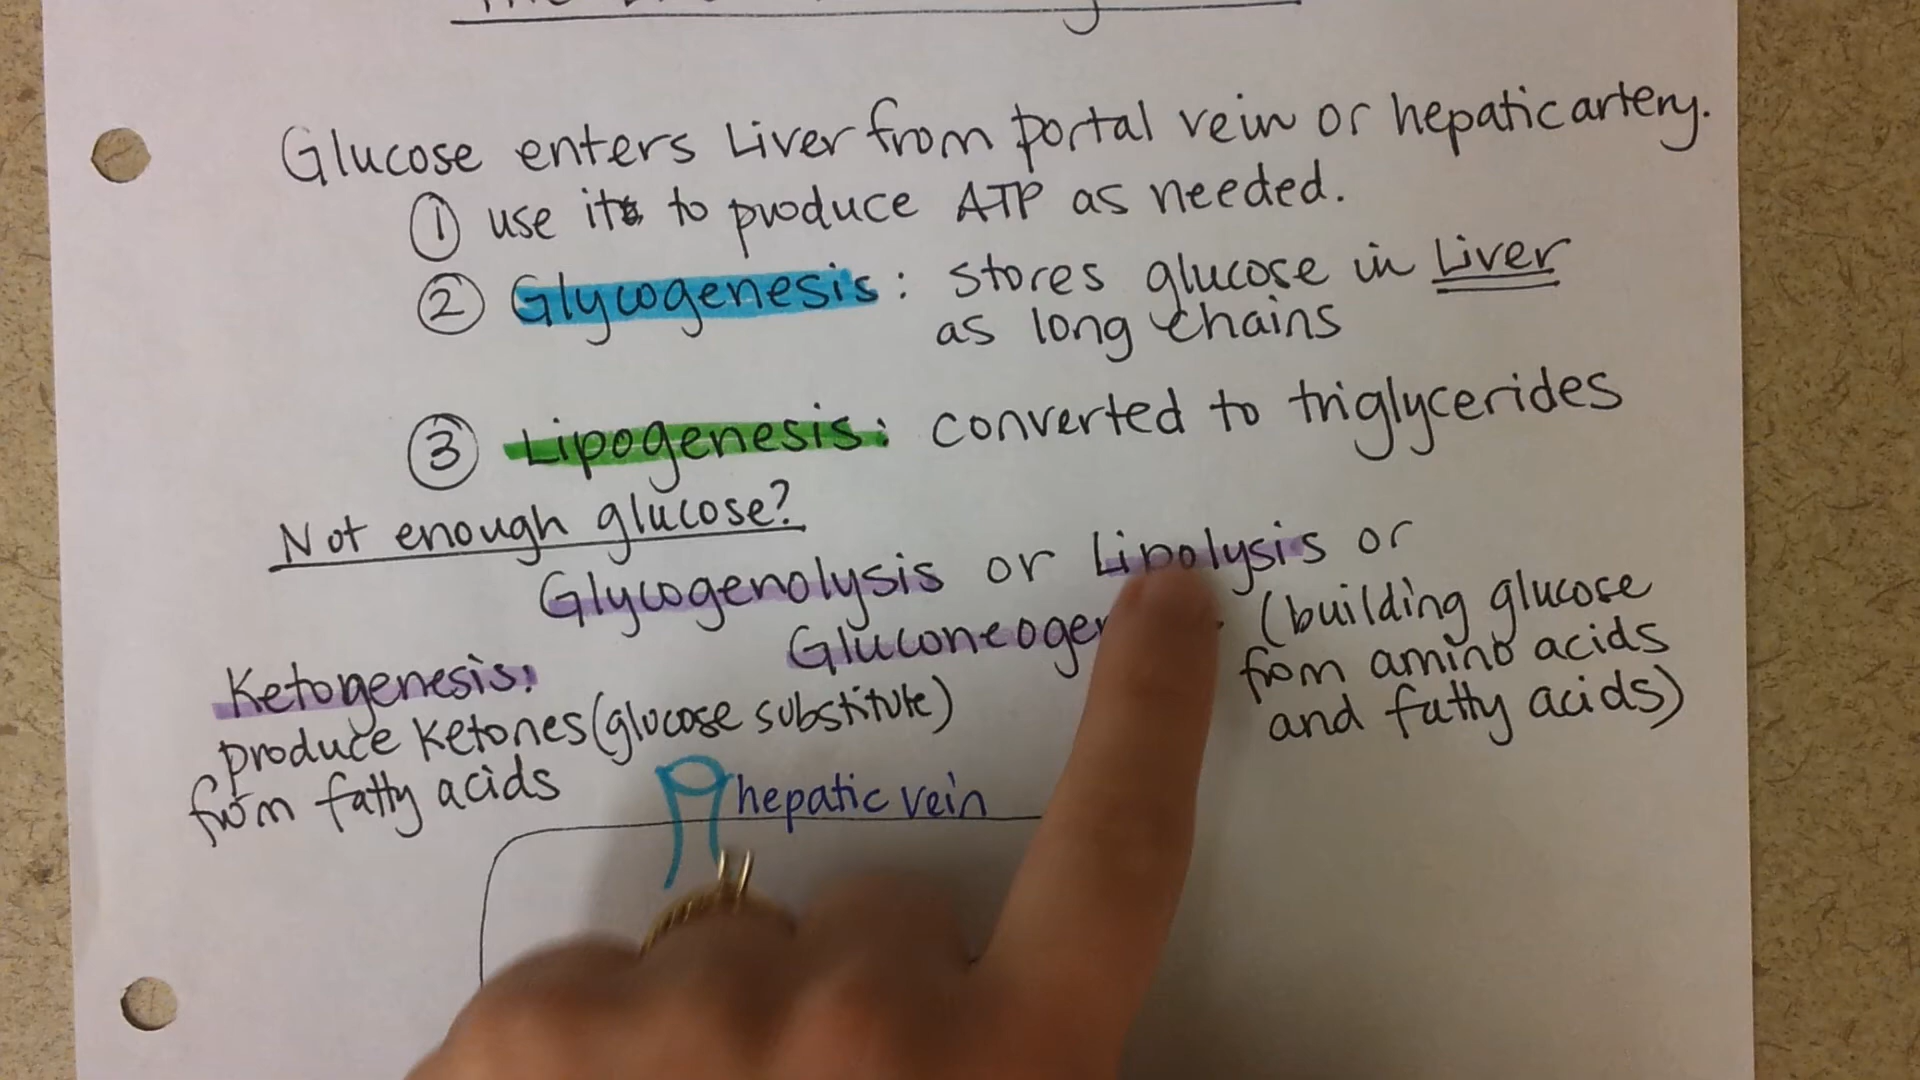 Glucose enters Liver from portal vein or hepatic artery.
① use it to produce ATP as needed.
② Glycogenesis: stores glucose in Liver
as long chains
③ Lipogenesis: converted to triglycerides
Not enough glucose?
Glycogenolysis or Lipolysis or
(building glucose
from amino acids
and fatty acids)
Ketogenesis:
produce ketones (glucose substitute)
from fatty acids
hepatic vein